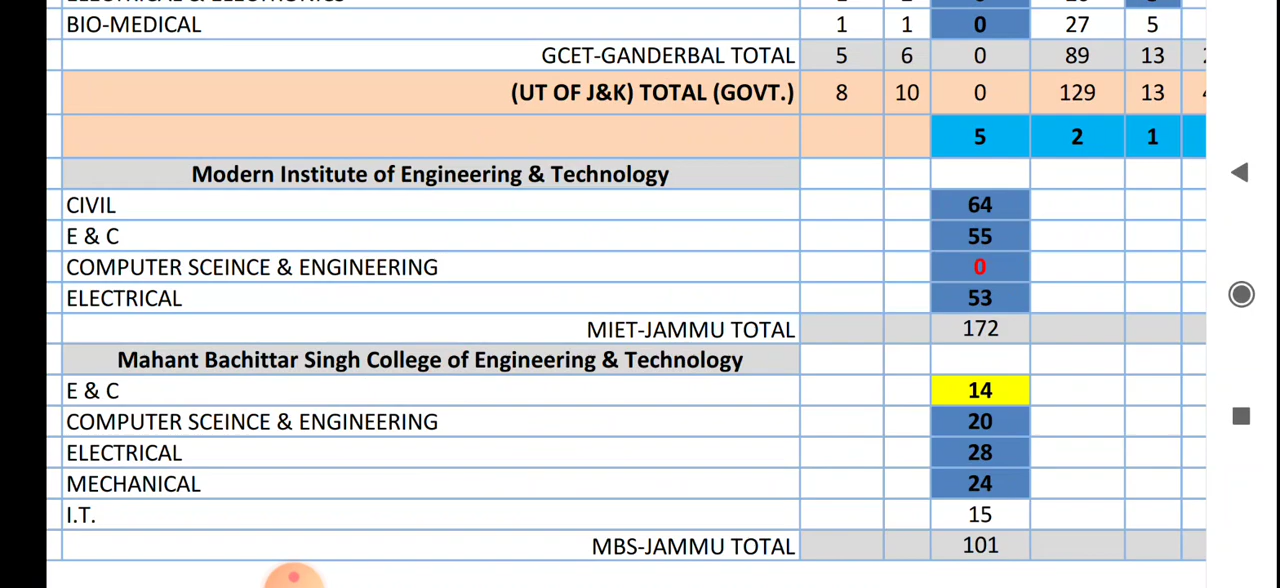 BIO-MEDICAL 1 1 0 27 5
GCET-GANDERBAL TOTAL 5 6 0 89 13
(UT OF J&K) TOTAL (GOVT.) 8 10 0 129 13
5 2 1
Modern Institute of Engineering & Technology
CIVIL 64
E & C 55
COMPUTER SCEINCE & ENGINEERING 0
ELECTRICAL 53
MIET-JAMMU TOTAL 172
Mahant Bachittar Singh College of Engineering & Technology
E & C 14
COMPUTER SCEINCE & ENGINEERING 20
ELECTRICAL 28
MECHANICAL 24
I.T. 15
MBS-JAMMU TOTAL 101